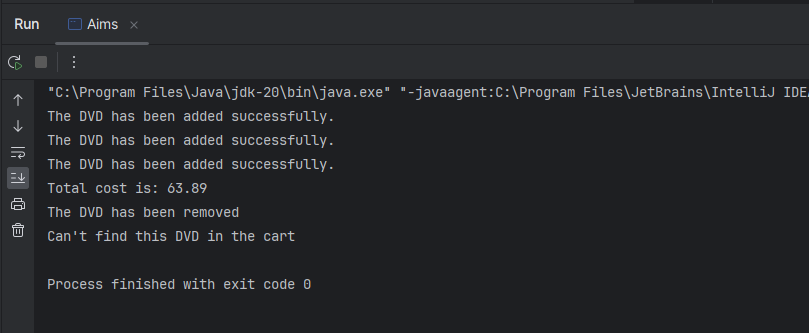 Run Aims
"C:\Program Files\Java\jdk-20\bin\java.exe" "-javaagent:C:\Program Files\JetBrains\IntelliJ IDEA
The DVD has been added successfully.
The DVD has been added successfully.
The DVD has been added successfully.
Total cost is: 63.89
The DVD has been removed
Can't find this DVD in the cart
Process finished with exit code 0